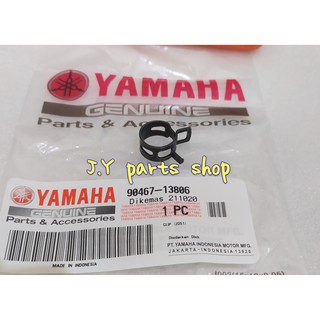 YAMAHA
GENUINE
Parts & Accessories
J.Y parts shop
YAMAHA
GENUINE
Parts & Accessories
90467-13806
Dikemas 211020
1 PC
CLIP
PT. YAMAHA INDONESIA MOTOR MFG.
JAKARTA - INDONESIA
MADE IN INDONESIA